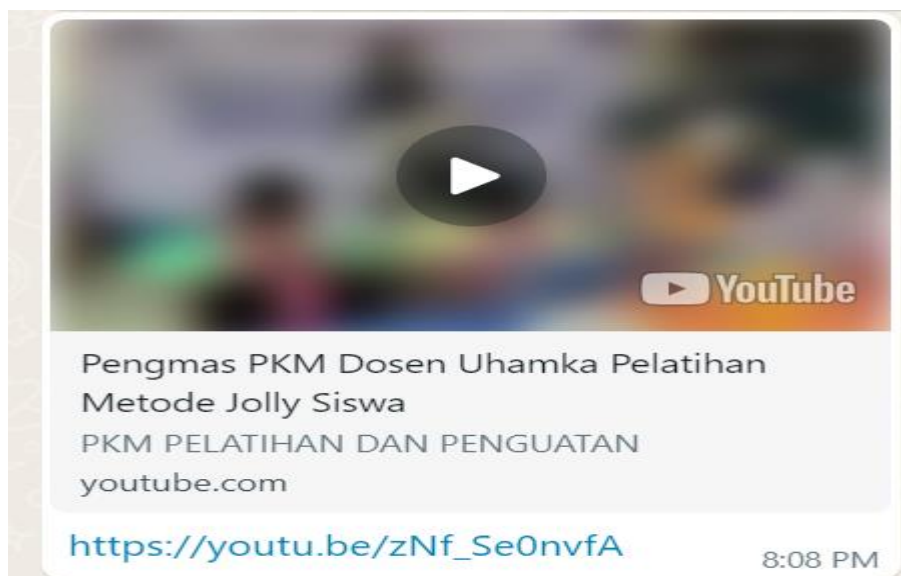 YouTube
Pengmas PKM Dosen Uhamka Pelatihan
Metode Jolly Siswa
PKM PELATIHAN DAN PENGUATAN
youtube.com
https://youtu.be/zNf_Se0nvfA
8:08 PM